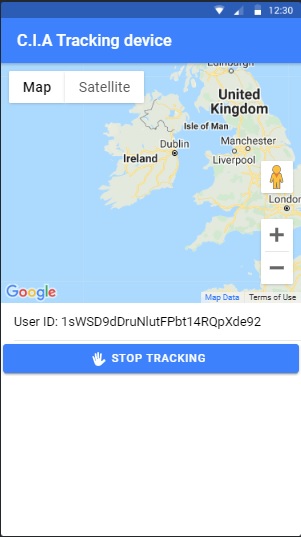 12:30
C.I.A Tracking device
Edinburgh
Map Satellite
United
Kingdom
Isle of Man
Dublin
Manchester
Ireland
Liverpool
London
+
−
Google
Map Data Terms of Use
User ID: 1sWSD9dDruNlutFPbt14RQpXde92
STOP TRACKING